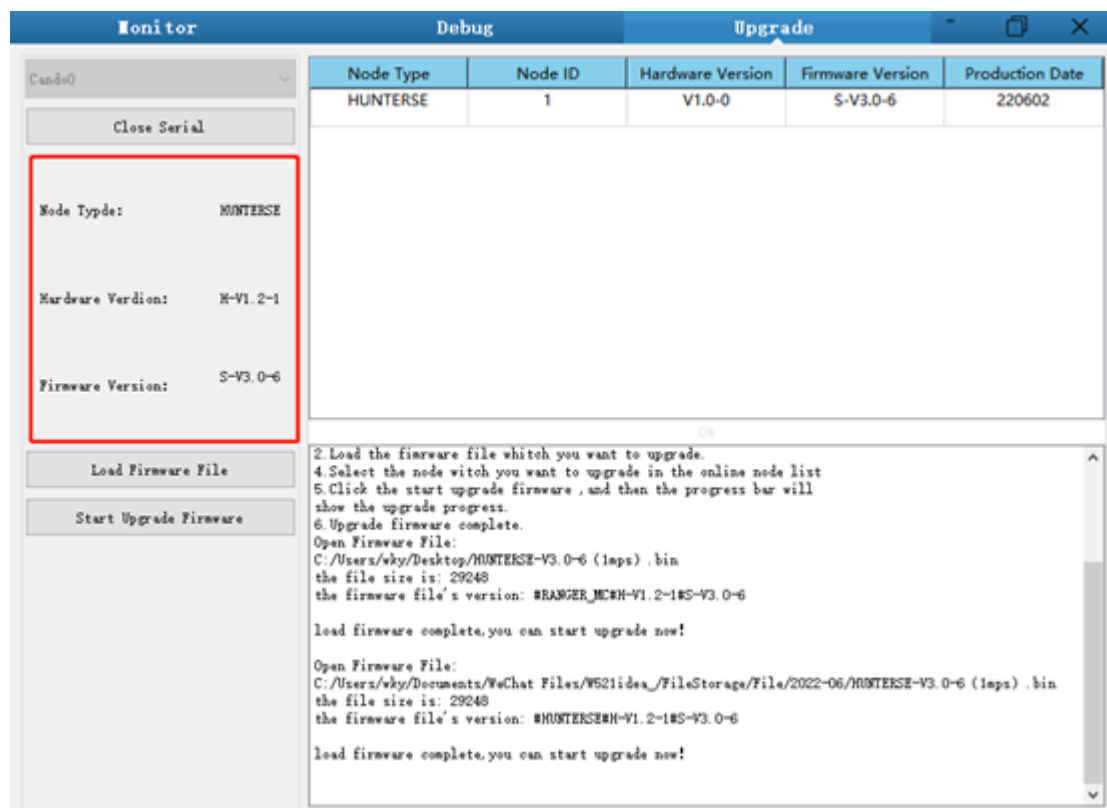 Monitor Debug Upgrade
Cando0
Close Serial
Node Typde: HUNTERSE
Hardware Verdion: H-V1.2-1
Firmware Version: S-V3.0-6
Load Firmware File
Start Upgrade Firmware
Node Type Node ID Hardware Version Firmware Version Production Date
HUNTERSE 1 V1.0-0 S-V3.0-6 220602
0%
2.Load the fimrware file whitch you want to upgrade.
4.Select the node witch you want to upgrade in the online node list
5.Click the start upgrade firmware ,and then the progress bar will
show the upgrade progress.
6.Upgrade firmware complete.
Open Firmware File:
C:/Users/wky/Desktop/HUNTERSE-V3.0-6 (1mps) .bin
the file size is: 29248
the firmware file's version: #RANGER_MC#H-V1.2-1#S-V3.0-6
load firmware complete,you can start upgrade now!
Open Firmware File:
C:/Users/wky/Documents/WeChat Files/W521idea_/FileStorage/File/2022-06/HUNTERSE-V3.0-6 (1mps) .bin
the file size is: 29248
the firmware file's version: #HUNTERSE#H-V1.2-1#S-V3.0-6
load firmware complete,you can start upgrade now!